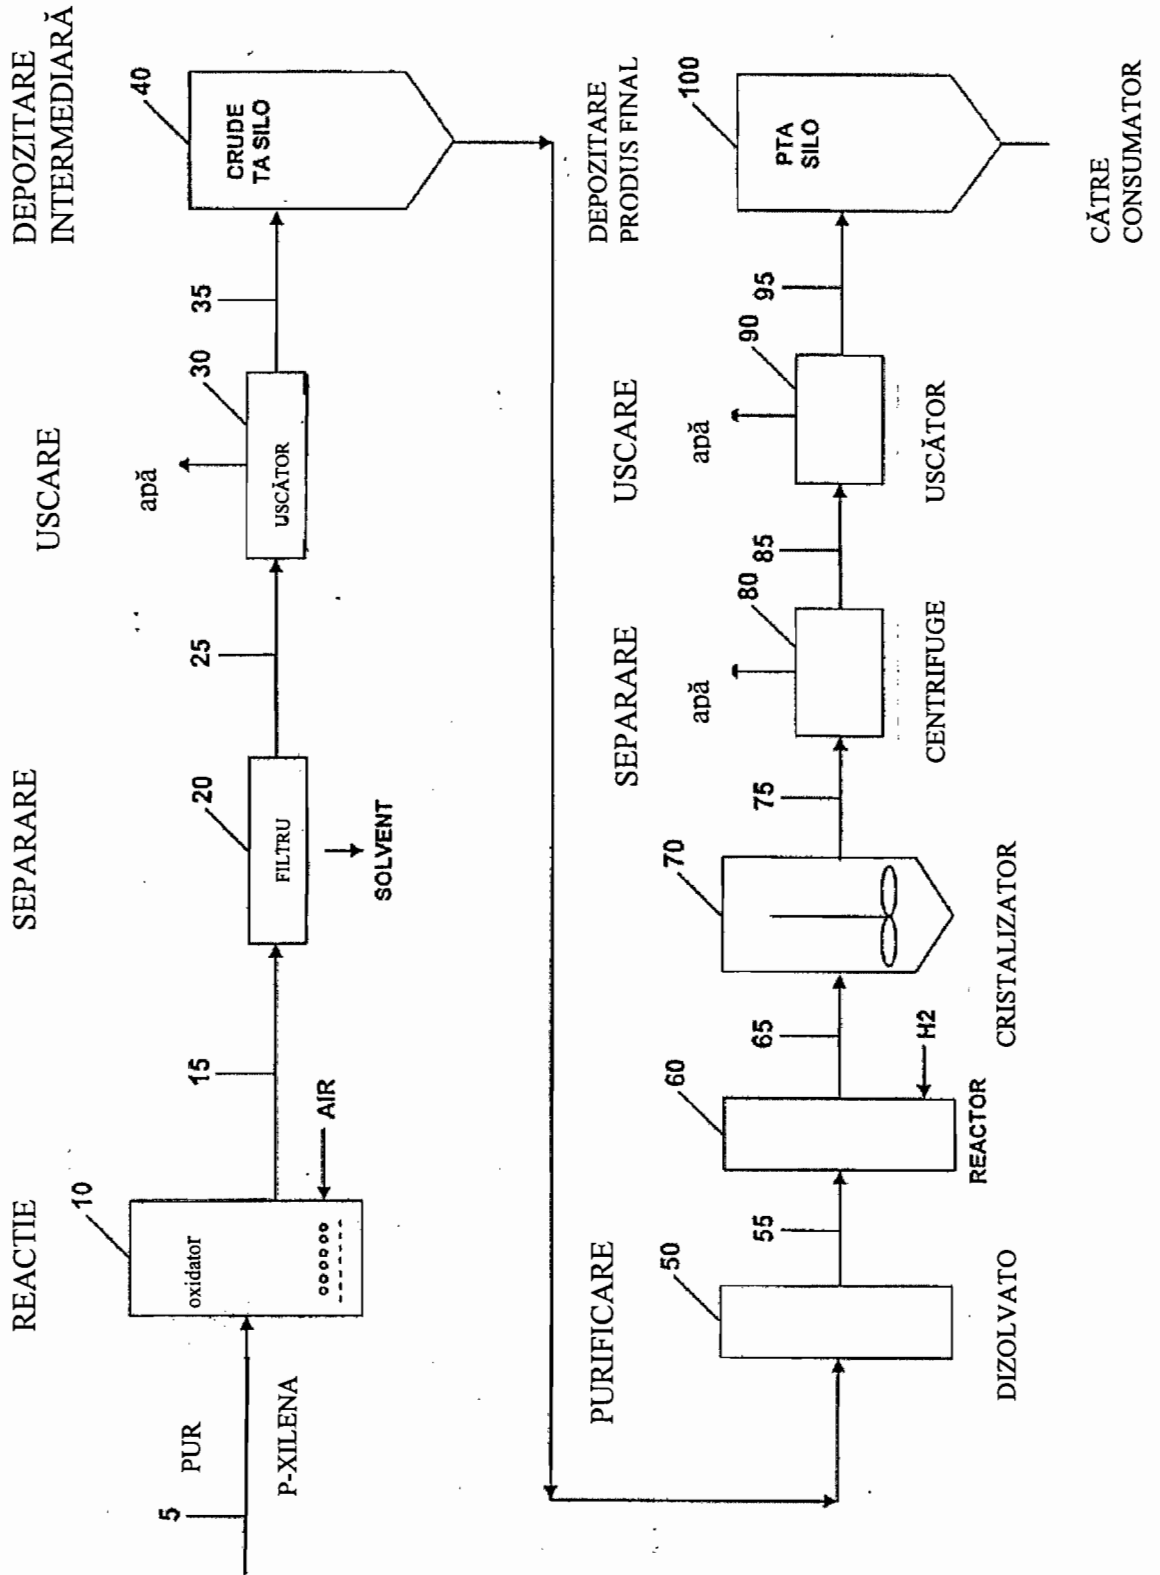 REACTIE
SEPARARE
USCARE
DEPOZITARE
INTERMEDIARĂ
5
PUR
P-XILENA
10
oxidator
AIR
15
20
FILTRU
SOLVENT
25
apă
30
USCĂTOR
35
40
CRUDE
TA SILO
PURIFICARE
SEPARARE
USCARE
DEPOZITARE
PRODUS FINAL
50
DIZOLVATO
55
60
H2
REACTOR
65
70
CRISTALIZATOR
75
apă
80
CENTRIFUGE
85
apă
90
USCĂTOR
95
100
PTA
SILO
CĂTRE
CONSUMATOR